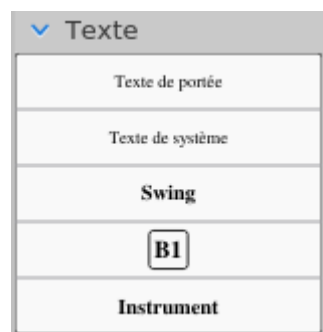 Texte
Texte de portée
Texte de système
Swing
B1
Instrument